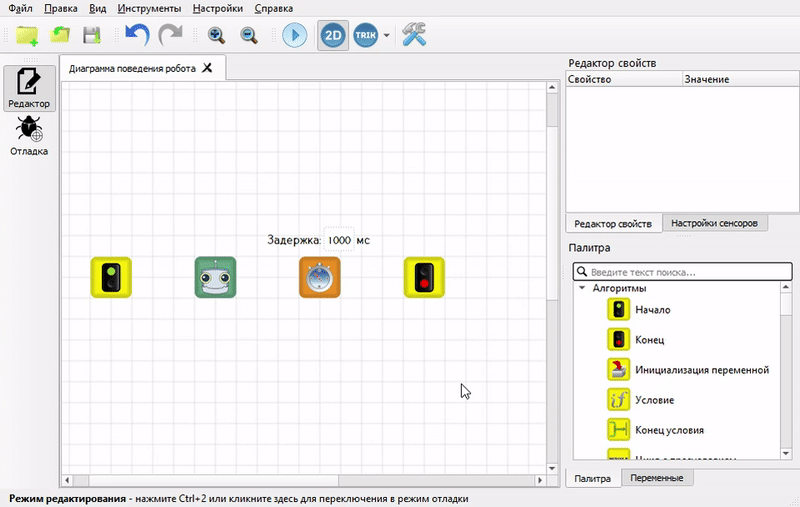 Файл Правка Вид Инструменты Настройки Справка
2D TRIK
Редактор
Отладка
Диаграмма поведения робота
Задержка: 1000 мс
Редактор свойств
Свойство Значение
Редактор свойств Настройки сенсоров
Палитра
Введите текст поиска...
Алгоритмы
Начало
Конец
Инициализация переменной
if Условие
Конец условия
Палитра Переменные
Режим редактирования - нажмите Ctrl+2 или кликните здесь для переключения в режим отладки